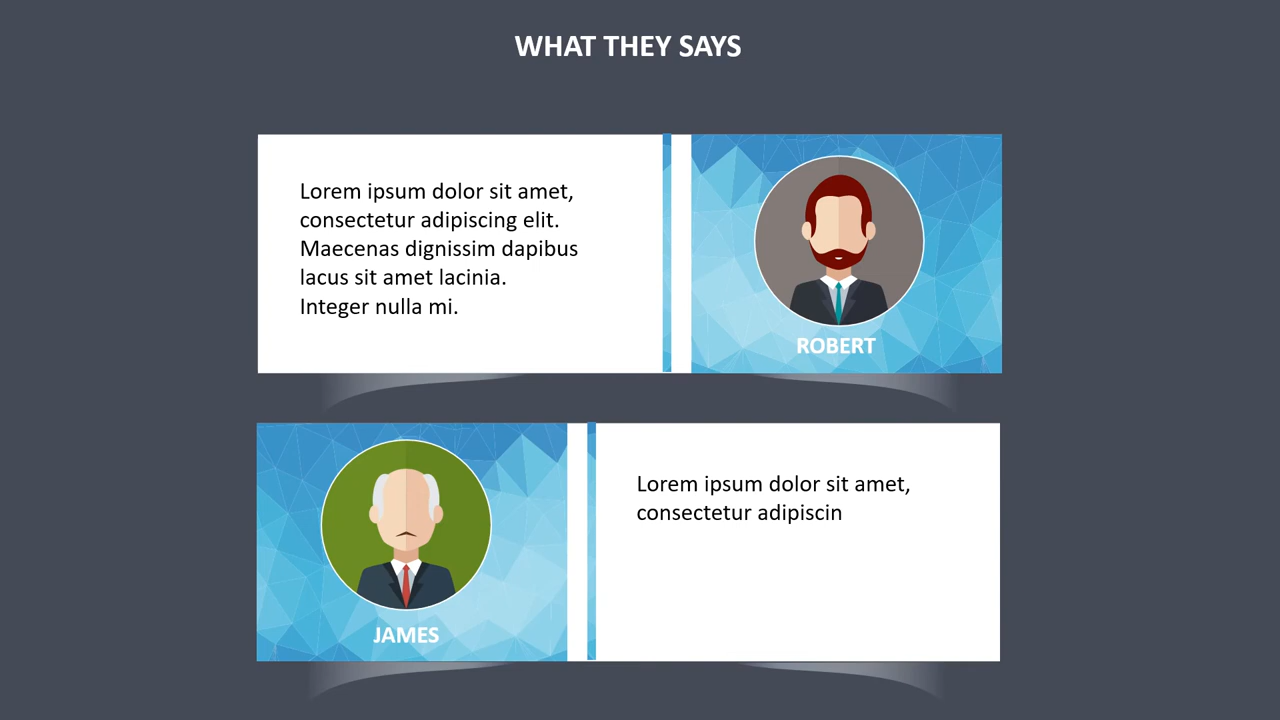 WHAT THEY SAYS
Lorem ipsum dolor sit amet,
consectetur adipiscing elit.
Maecenas dignissim dapibus
lacus sit amet lacinia.
Integer nulla mi.
ROBERT
JAMES
Lorem ipsum dolor sit amet,
consectetur adipiscin